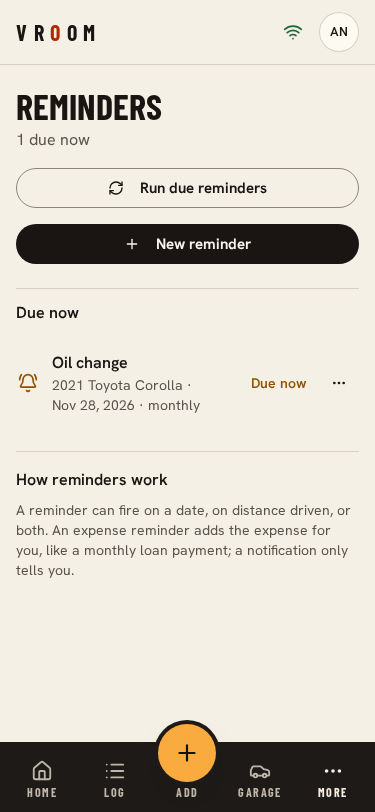 VROOM
AN
REMINDERS
1 due now
Run due reminders
New reminder
Due now
Oil change
2021 Toyota Corolla ·
Nov 28, 2026 · monthly
Due now
How reminders work
A reminder can fire on a date, on distance driven, or
both. An expense reminder adds the expense for
you, like a monthly loan payment; a notification only
tells you.
HOME
LOG
ADD
GARAGE
MORE